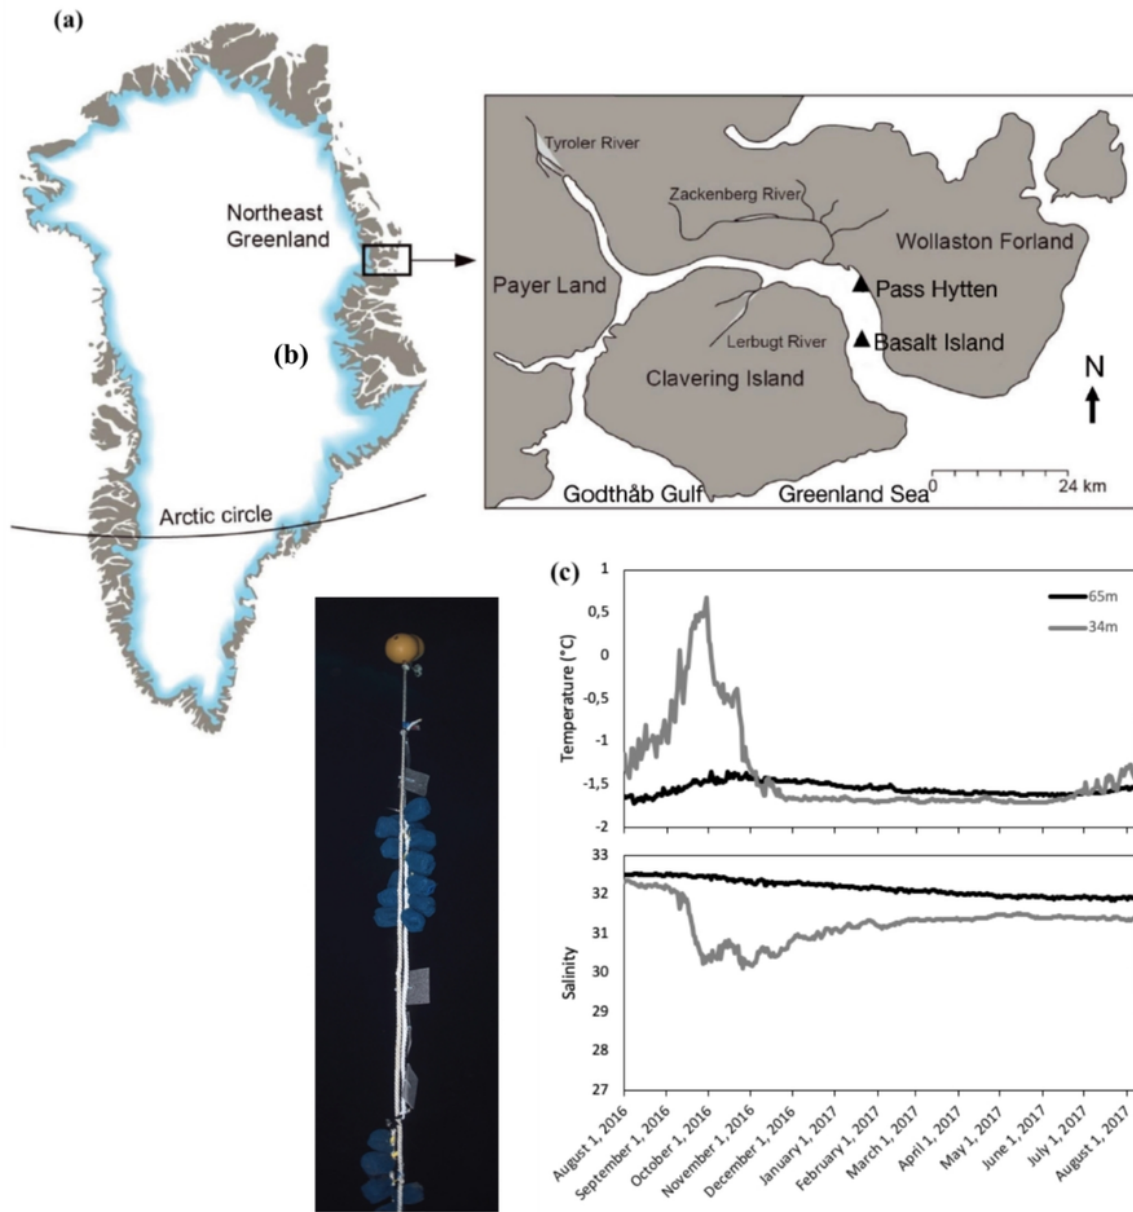 (a)
Northeast
Greenland
(b)
Arctic circle
Tyroler River
Zackenberg River
Wollaston Forland
Payer Land
Pass Hytten
Lerbugt River
Basalt Island
Clavering Island
N
Godthåb Gulf
Greenland Sea
0
24 km
(c)
Temperature (°C)
1
0,5
0
-0,5
-1
-1,5
-2
65m
34m
Salinity
33
32
31
30
29
28
27
August 1, 2016
September 1, 2016
October 1, 2016
November 1, 2016
December 1, 2016
January 1, 2017
February 1, 2017
March 1, 2017
April 1, 2017
May 1, 2017
June 1, 2017
July 1, 2017
August 1, 2017